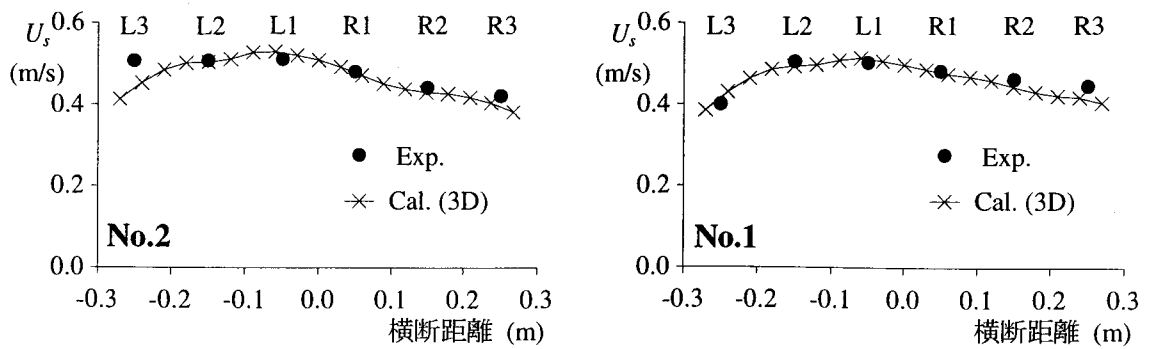 0.6
U_s
(m/s)
0.4
0.2
0.0
L3 L2 L1 R1 R2 R3
Exp.
Cal. (3D)
No.2
-0.3 -0.2 -0.1 0.0 0.1 0.2 0.3
横断距離 (m)
0.6
U_s
(m/s)
0.4
0.2
0.0
L3 L2 L1 R1 R2 R3
Exp.
Cal. (3D)
No.1
-0.3 -0.2 -0.1 0.0 0.1 0.2 0.3
横断距離 (m)